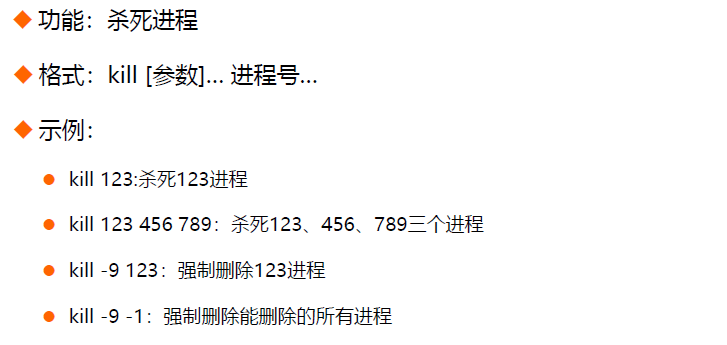 功能：杀死进程
格式：kill [参数]... 进程号...
示例：
kill 123:杀死123进程
kill 123 456 789：杀死123、456、789三个进程
kill -9 123：强制删除123进程
kill -9 -1：强制删除能删除的所有进程